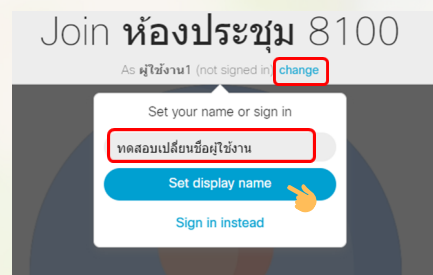 Join ห้องประชุม 8100
As ผู้ใช้งาน1 (not signed in) change
Set your name or sign in
ทดสอบเปลี่ยนชื่อผู้ใช้งาน
Set display name
Sign in instead